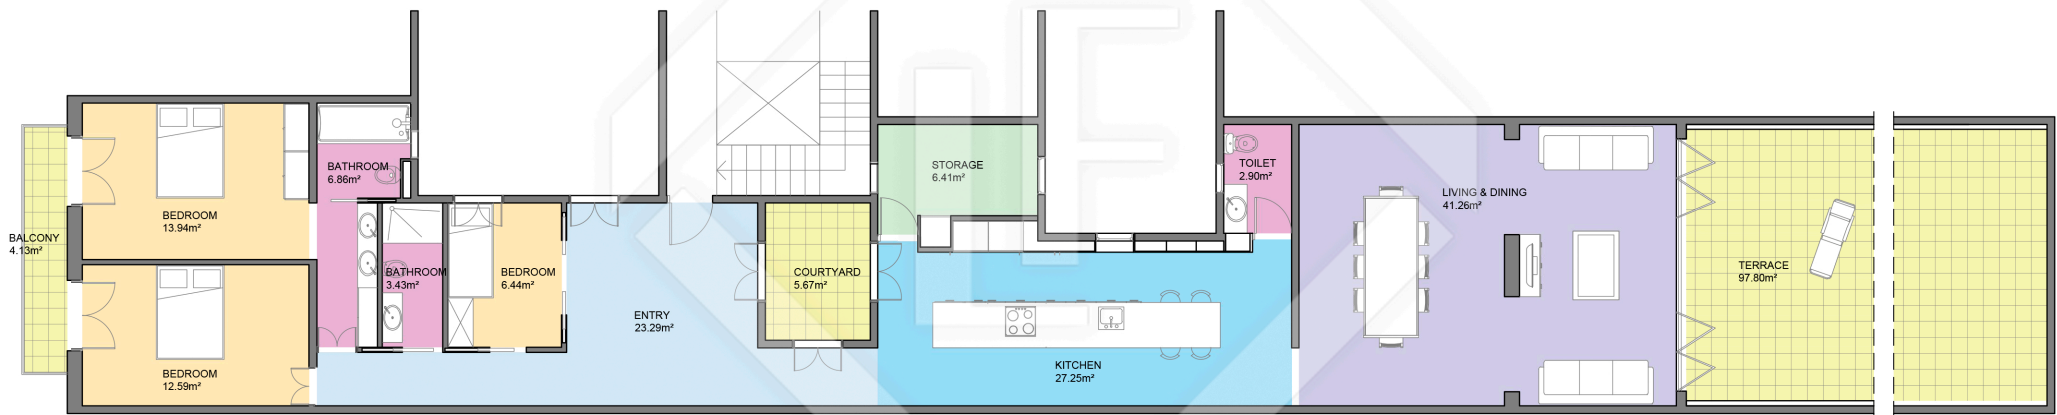 BALCONY
4.13m²
BEDROOM
13.94m²
BEDROOM
12.59m²
BATHROOM
6.86m²
BATHROOM
3.43m²
BEDROOM
6.44m²
ENTRY
23.29m²
COURTYARD
5.67m²
STORAGE
6.41m²
KITCHEN
27.25m²
TOILET
2.90m²
LIVING & DINING
41.26m²
TERRACE
97.80m²